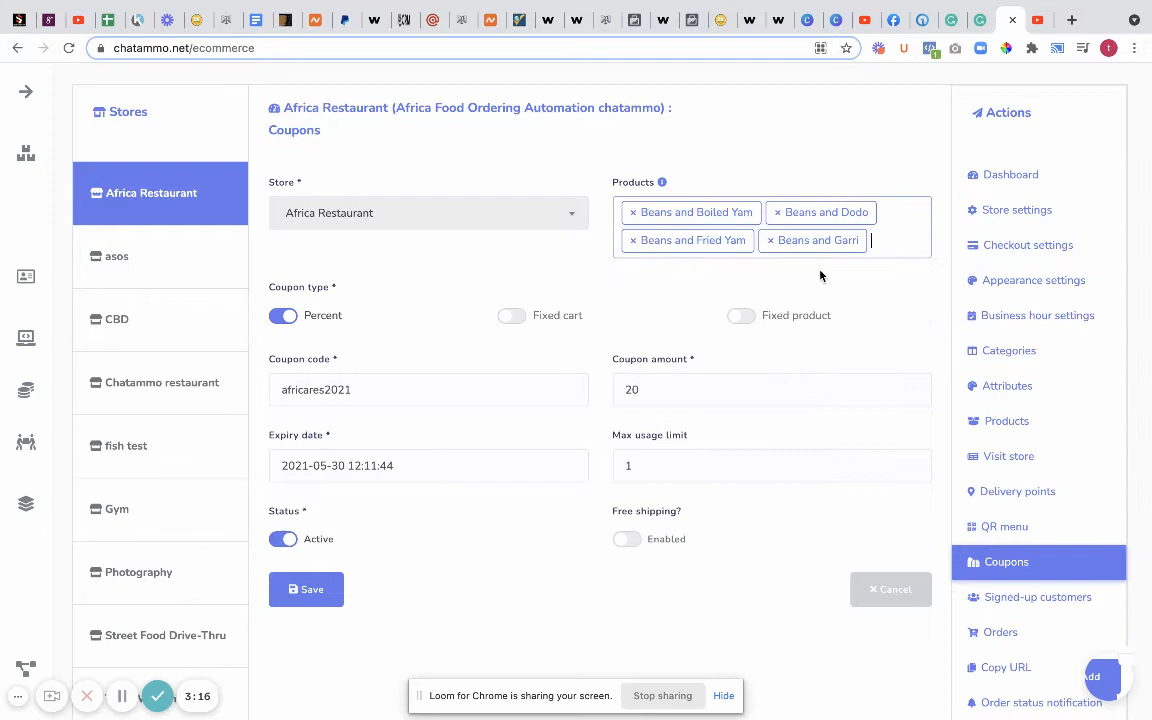 chatammo.net/ecommerce
Stores
Africa Restaurant
asos
CBD
Chatammo restaurant
fish test
Gym
Photography
Street Food Drive-Thru
Africa Restaurant (Africa Food Ordering Automation chatammo) :
Coupons
Store *
Africa Restaurant
Products
× Beans and Boiled Yam
× Beans and Dodo
× Beans and Fried Yam
× Beans and Garri
Coupon type *
Percent
Fixed cart
Fixed product
Coupon code *
africares2021
Coupon amount *
20
Expiry date *
2021-05-30 12:11:44
Max usage limit
1
Status *
Active
Free shipping?
Enabled
Save
× Cancel
Actions
Dashboard
Store settings
Checkout settings
Appearance settings
Business hour settings
Categories
Attributes
Products
Visit store
Delivery points
QR menu
Coupons
Signed-up customers
Orders
Copy URL
Order status notification
Add
3:16
Loom for Chrome is sharing your screen.
Stop sharing
Hide